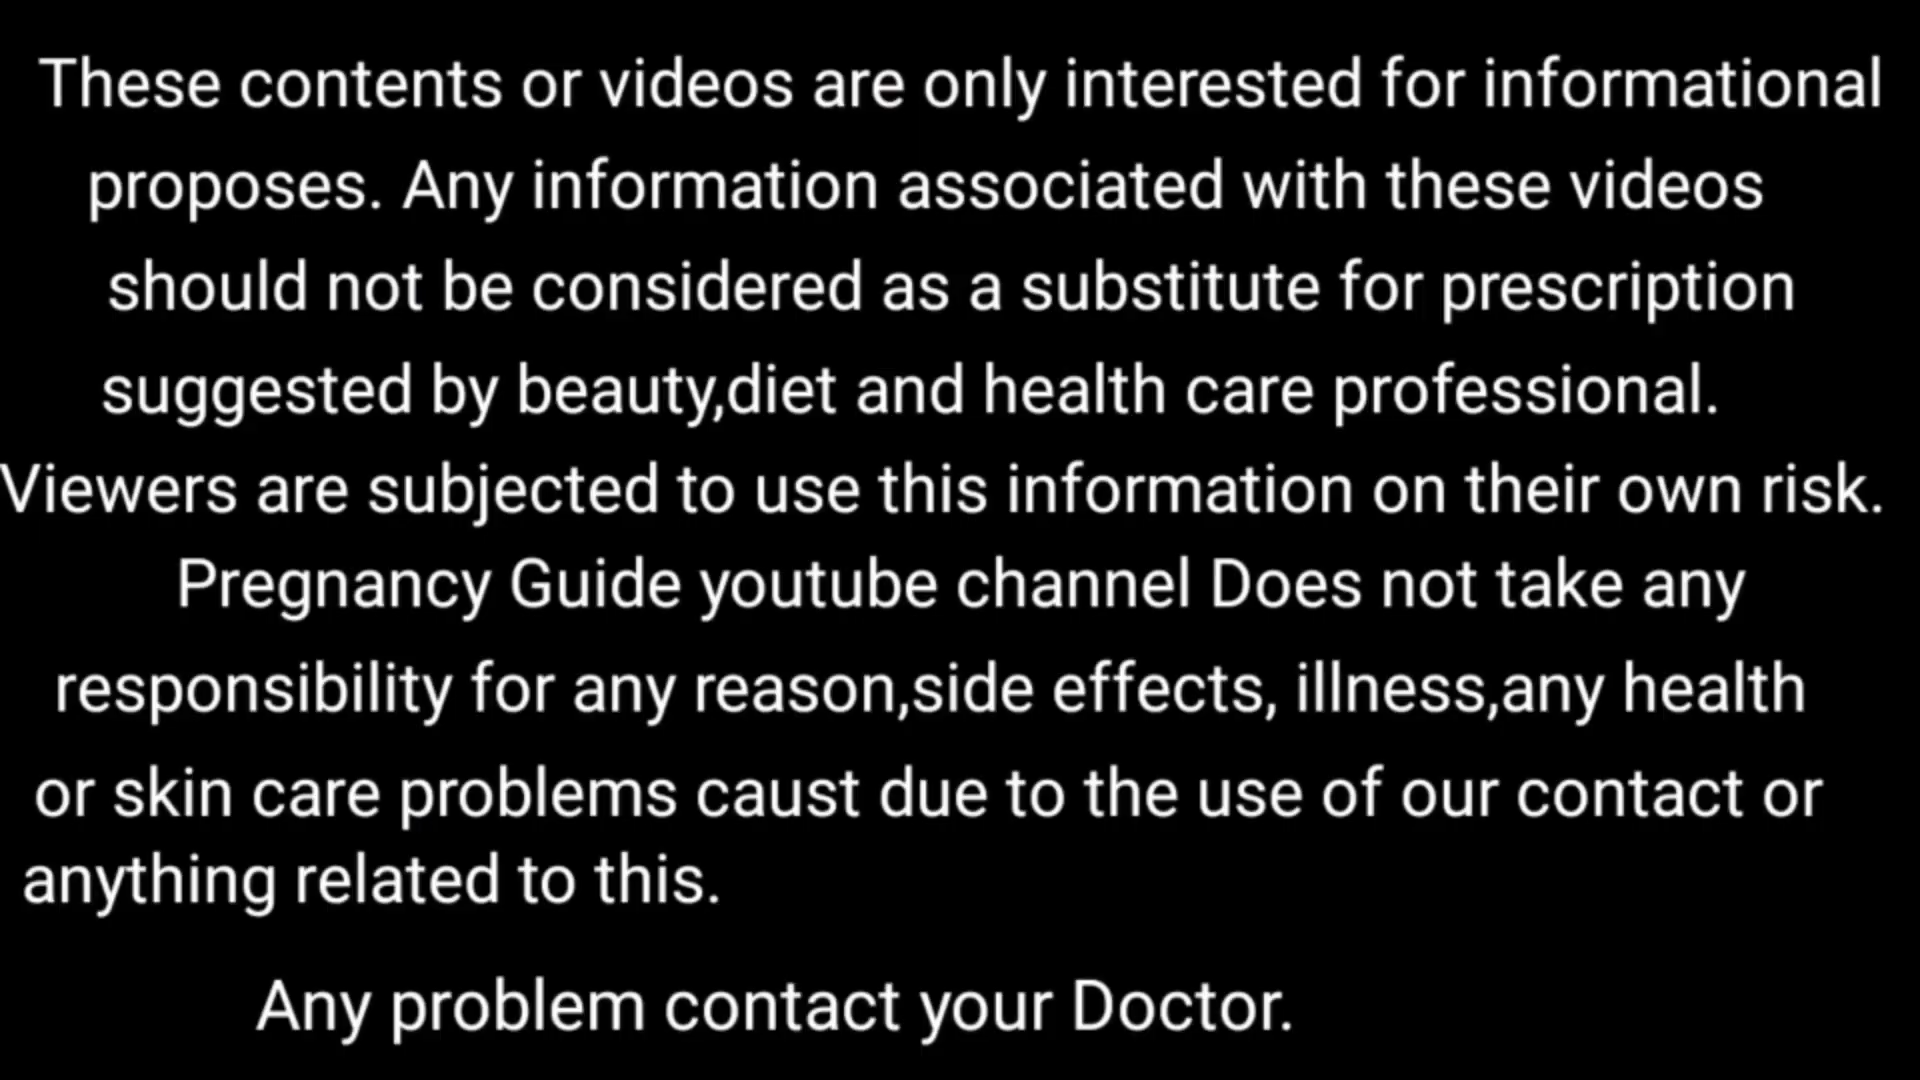 These contents or videos are only interested for informational
proposes. Any information associated with these videos
should not be considered as a substitute for prescription
suggested by beauty,diet and health care professional.
Viewers are subjected to use this information on their own risk.
Pregnancy Guide youtube channel Does not take any
responsibility for any reason,side effects, illness,any health
or skin care problems caust due to the use of our contact or
anything related to this.
Any problem contact your Doctor.